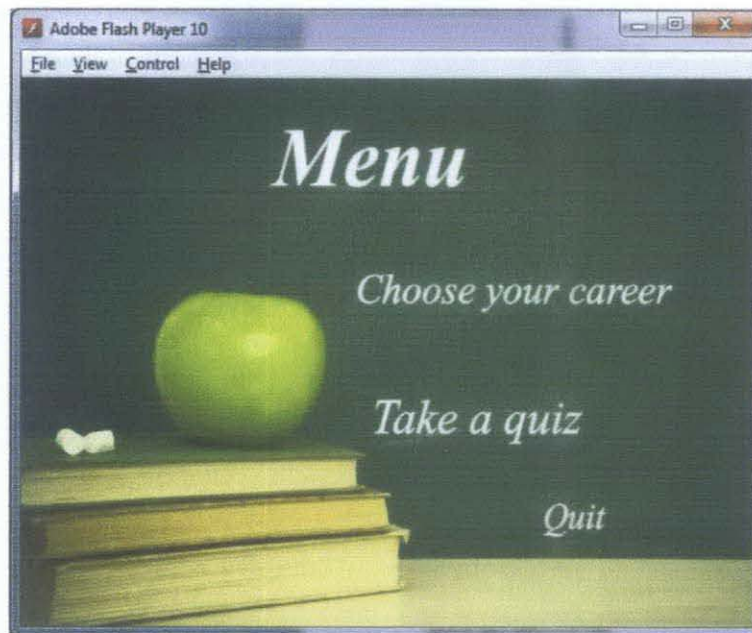 Adobe Flash Player 10
File View Control Help
Menu
Choose your career
Take a quiz
Quit